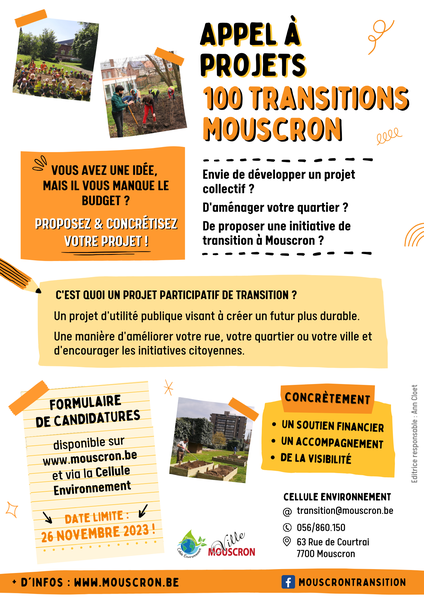 APPEL À
PROJETS
100 TRANSITIONS
MOUSCRON
VOUS AVEZ UNE IDÉE,
MAIS IL VOUS MANQUE LE
BUDGET ?
PROPOSEZ & CONCRÉTISEZ
VOTRE PROJET !
Envie de développer un projet
collectif ?
D'aménager votre quartier ?
De proposer une initiative de
transition à Mouscron ?
C'EST QUOI UN PROJET PARTICIPATIF DE TRANSITION ?
Un projet d'utilité publique visant à créer un futur plus durable.
Une manière d'améliorer votre rue, votre quartier ou votre ville et
d'encourager les initiatives citoyennes.
FORMULAIRE
DE CANDIDATURES
disponible sur
www.mouscron.be
et via la Cellule
Environnement
DATE LIMITE :
26 NOVEMBRE 2023 !
CONCRÈTEMENT
UN SOUTIEN FINANCIER
UN ACCOMPAGNEMENT
DE LA VISIBILITÉ
Editrice responsable : Ann Cloet
CELLULE ENVIRONNEMENT
transition@mouscron.be
056/860.150
63 Rue de Courtrai
7700 Mouscron
Ville
MOUSCRON
+ D'INFOS : WWW.MOUSCRON.BE
MOUSCRONTRANSITION